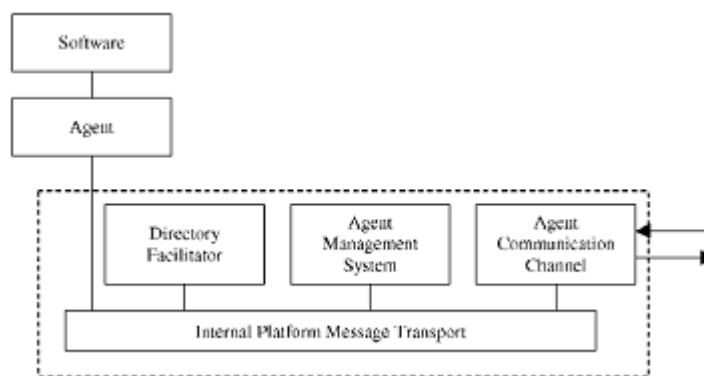 Software
Agent
Directory
Facilitator
Agent
Management
System
Agent
Communication
Channel
Internal Platform Message Transport